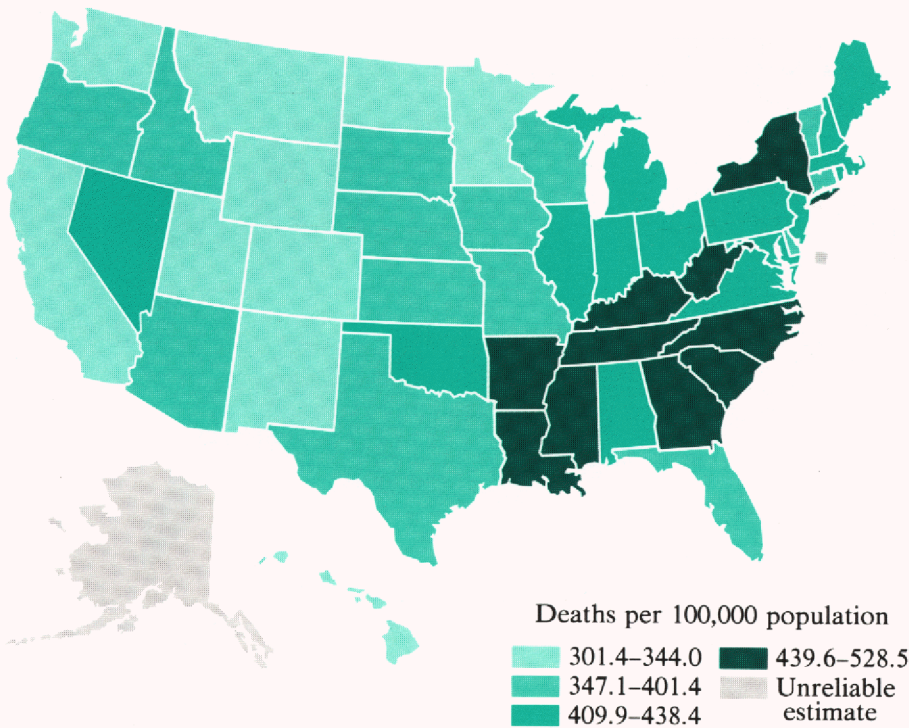 Deaths per 100,000 population
301.4–344.0
439.6–528.5
347.1–401.4
Unreliable
estimate
409.9–438.4